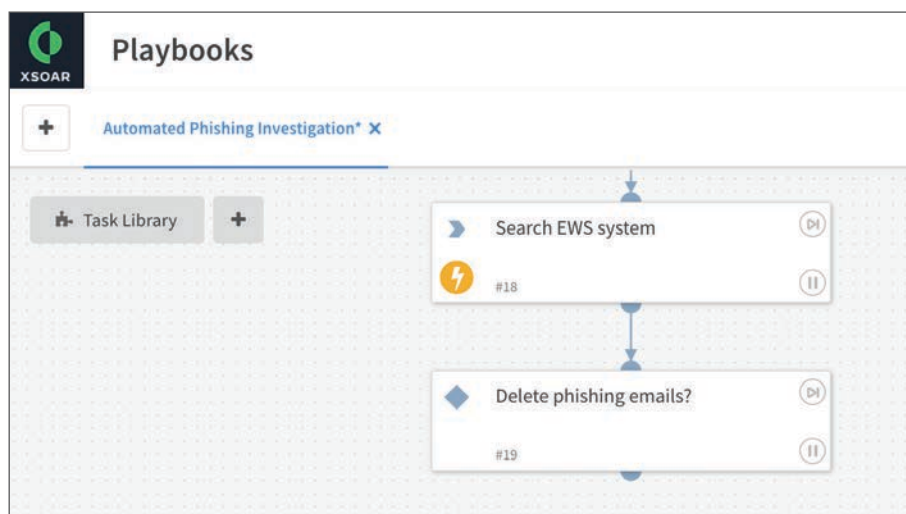 XSOAR
Playbooks
Automated Phishing Investigation*
Task Library
Search EWS system
#18
Delete phishing emails?
#19